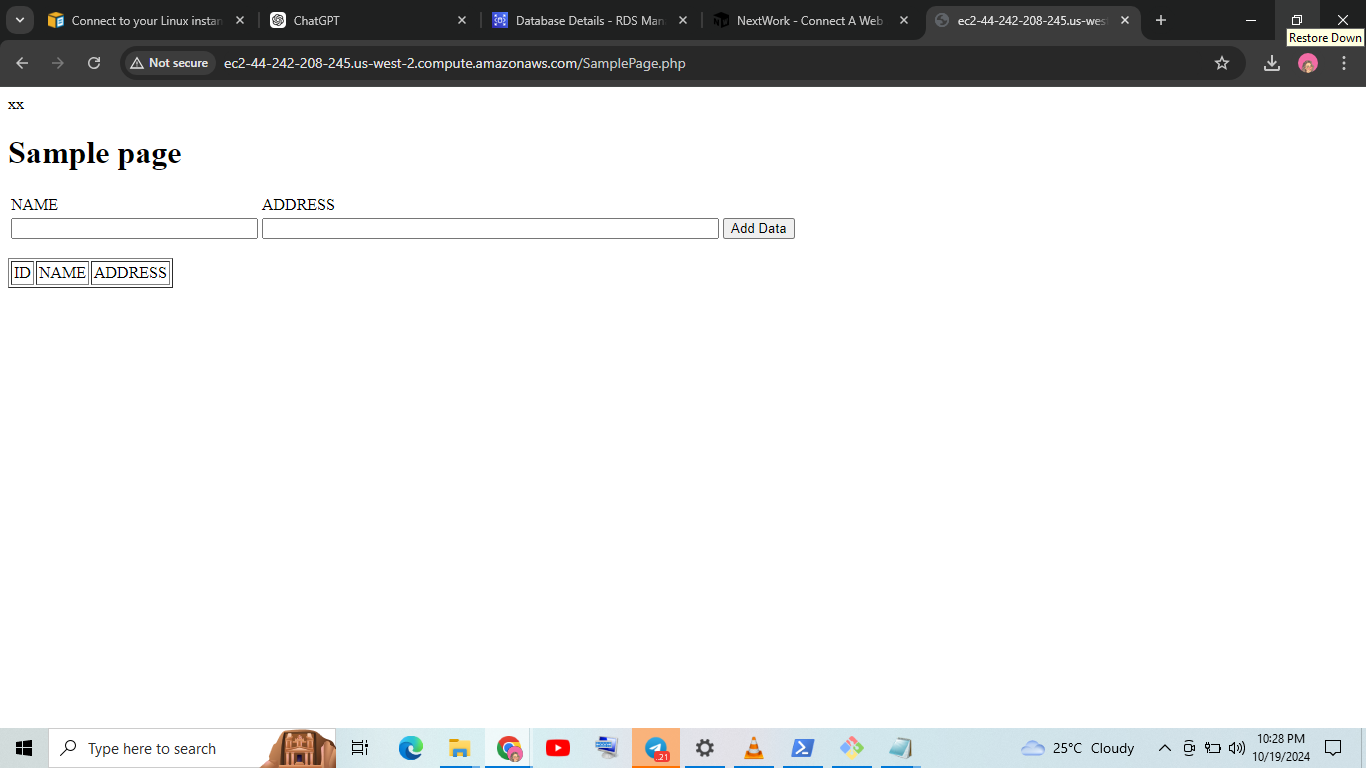 Connect to your Linux instan
ChatGPT
Database Details - RDS Man
NextWork - Connect A Web
ec2-44-242-208-245.us-west
Restore Down
Not secure
ec2-44-242-208-245.us-west-2.compute.amazonaws.com/SamplePage.php
xx
Sample page
NAME ADDRESS
Add Data
ID NAME ADDRESS
Type here to search
21
25°C Cloudy
10:28 PM
10/19/2024